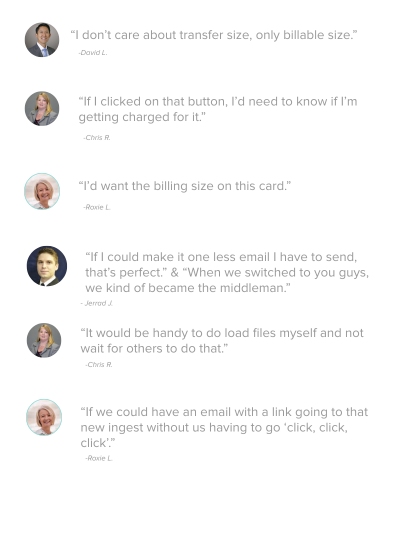 “I don’t care about transfer size, only billable size.”
-David L.
“If I clicked on that button, I’d need to know if I’m
getting charged for it.”
-Chris R.
“I’d want the billing size on this card.”
-Roxie L.
“If I could make it one less email I have to send,
that’s perfect.” & “When we switched to you guys,
we kind of became the middleman.”
- Jerrad J.
“It would be handy to do load files myself and not
wait for others to do that.”
-Chris R.
“If we could have an email with a link going to that
new ingest without us having to go ‘click, click,
click’.”
-Roxie L.